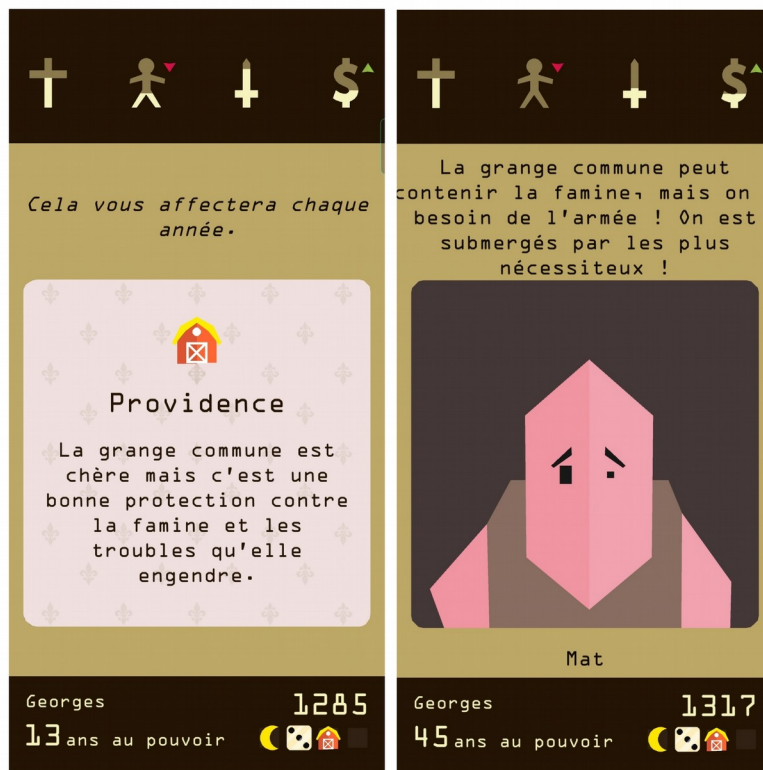 Cela vous affectera chaque
année.
Providence
La grange commune est
chère mais c'est une
bonne protection contre
la famine et les
troubles qu'elle
engendre.
Georges
1285
13 ans au pouvoir
La grange commune peut
contenir la famine, mais on
besoin de l'armée ! On est
submergés par les plus
nécessiteux !
Mat
Georges
1317
45 ans au pouvoir